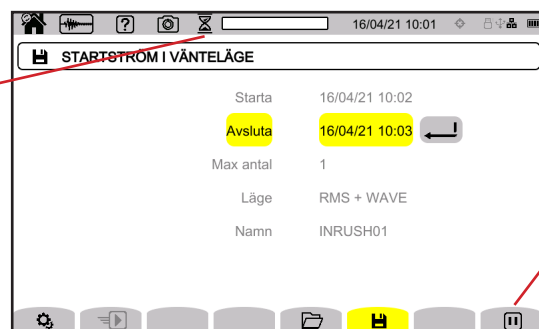 16/04/21 10:01
STARTSTRÖM I VÄNTELÄGE
Starta 16/04/21 10:02
Avsluta 16/04/21 10:03
Max antal 1
Läge RMS + WAVE
Namn INRUSH01